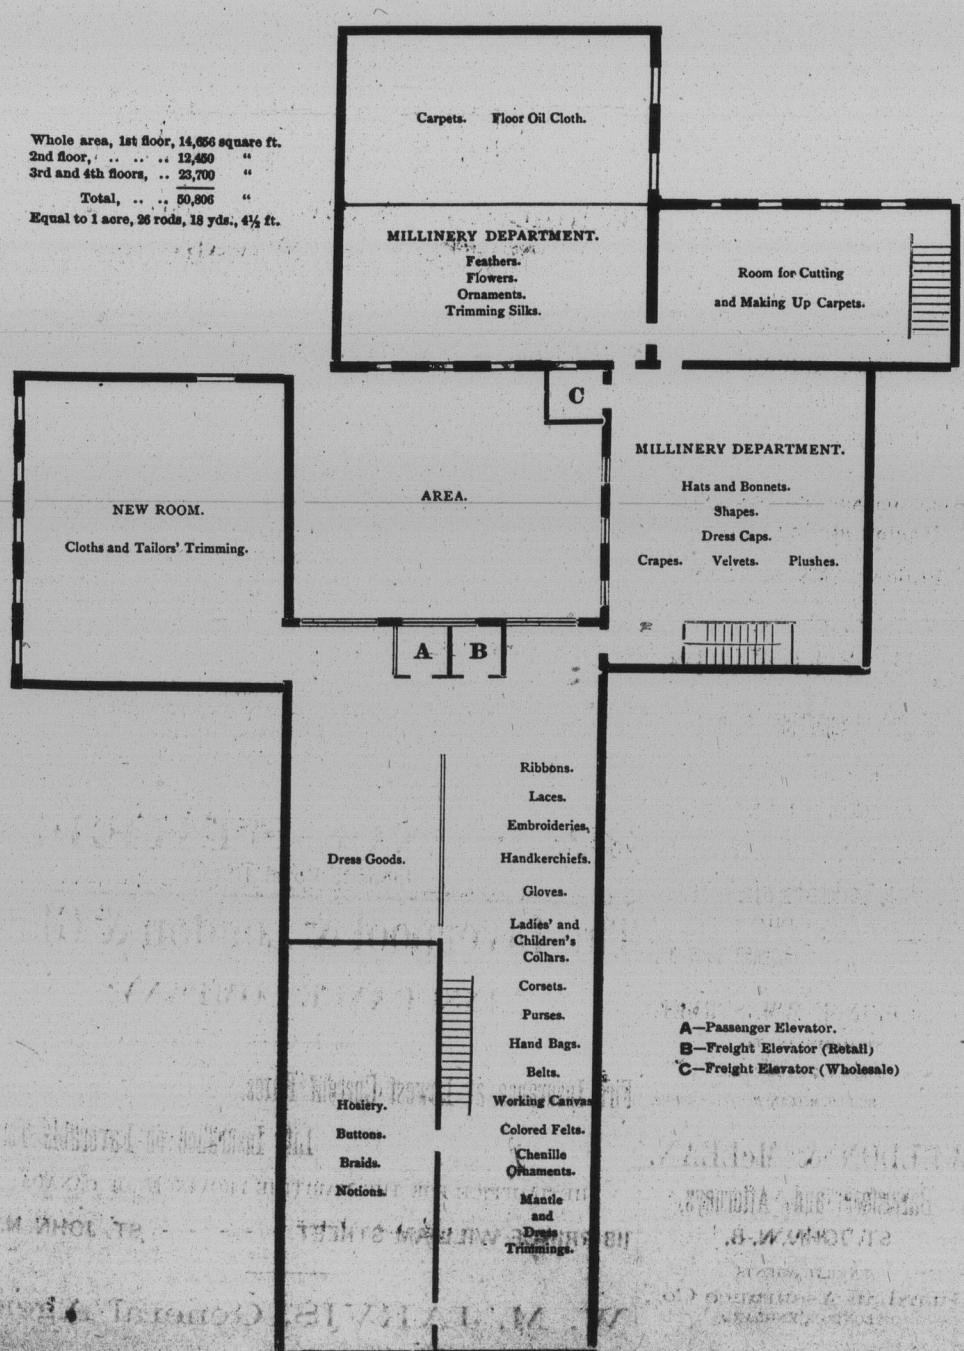 Whole area, 1st floor, 14,656 square ft.
2nd floor, .. .. .. 12,450 "
3rd and 4th floors, .. 23,700 "
Total, .. .. 50,806 "
Equal to 1 acre, 26 rods, 18 yds., 4½ ft.
Carpets. Floor Oil Cloth.
MILLINERY DEPARTMENT.
Feathers.
Flowers.
Ornaments.
Trimming Silks.
Room for Cutting
and Making Up Carpets.
C
NEW ROOM.
Cloths and Tailors' Trimming.
AREA.
MILLINERY DEPARTMENT.
Hats and Bonnets.
Shapes.
Dress Caps.
Crapes. Velvets. Plushes.
A B
Dress Goods.
Ribbons.
Laces.
Embroideries,
Handkerchiefs.
Gloves.
Ladies' and
Children's
Collars.
Corsets.
Purses.
Hand Bags.
Belts.
Working Canvas
Colored Felts.
Chenille
Ornaments.
Mantle
and
Dress
Trimmings.
Hosiery.
Buttons.
Braids.
Notions.
A—Passenger Elevator.
B—Freight Elevator (Retail)
C—Freight Elevator (Wholesale)